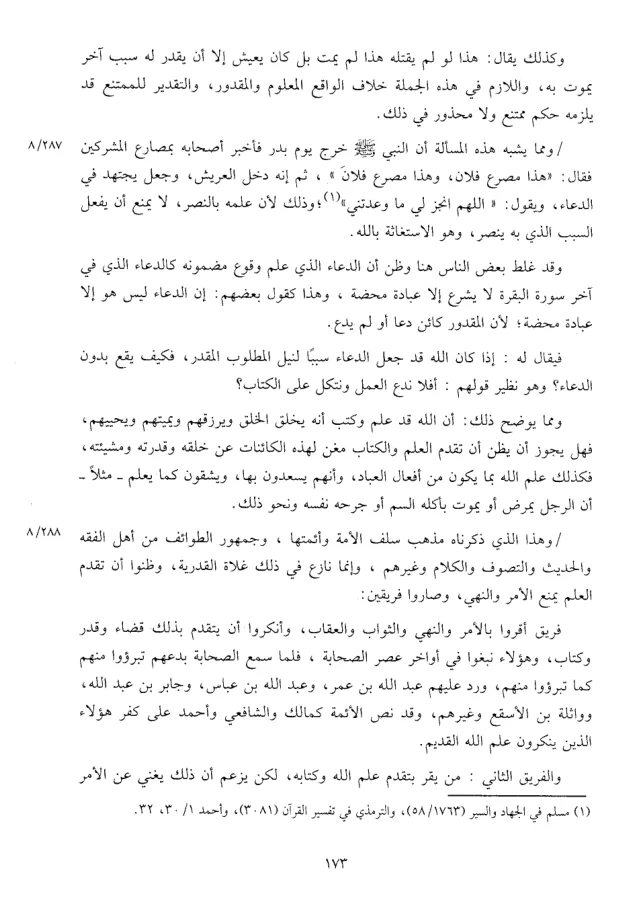 وكذلك يقال: هذا لو لم يقتله هذا لم يمت بل كان يعيش إلا أن يقدر له سبب آخر
يموت به، واللازم في هذه الجملة خلاف الواقع المعلوم والمقدور، والتقدير للممتنع قد
يلزمه حكم ممتنع ولا محذور في ذلك.
٨/٢٨٧ /ومما يشبه هذه المسألة أن النبي ﷺ خرج يوم بدر فأخبر أصحابه بمصارع المشركين
فقال: «هذا مصرع فلان، وهذا مصرع فلانَ » ، ثم إنه دخل العريش، وجعل يجتهد في
الدعاء، ويقول: « اللهم انجز لي ما وعدتني»(١)؛وذلك لأن علمه بالنصر، لا يمنع أن يفعل
السبب الذي به ينصر، وهو الاستغاثة بالله.
وقد غلط بعض الناس هنا وظن أن الدعاء الذي علم وقوع مضمونه كالدعاء الذي في
آخر سورة البقرة لا يشرع إلا عبادة محضة ، وهذا كقول بعضهم: إن الدعاء ليس هو إلا
عبادة محضة؛ لأن المقدور كائن دعا أو لم يدع.
فيقال له : إذا كان الله قد جعل الدعاء سببًا لنيل المطلوب المقدر، فكيف يقع بدون
الدعاء؟ وهو نظير قولهم : أفلا ندع العمل ونتكل على الكتاب؟
ومما يوضح ذلك: أن الله قد علم وكتب أنه يخلق الخلق ويرزقهم ويميتهم ويحييهم،
فهل يجوز أن يظن أن تقدم العلم والكتاب مغن لهذه الكائنات عن خلقه وقدرته ومشيئته،
فكذلك علم الله بما يكون من أفعال العباد، وأنهم يسعدون بها، ويشقون كما يعلم ـ مثلاً ـ
أن الرجل يمرض أو يموت بأكله السم أو جرحه نفسه ونحو ذلك.
٨/٢٨٨ /وهذا الذي ذكرناه مذهب سلف الأمة وأئمتها ، وجمهور الطوائف من أهل الفقه
والحديث والتصوف والكلام وغيرهم ، وإنما نازع في ذلك غلاة القدرية، وظنوا أن تقدم
العلم يمنع الأمر والنهي، وصاروا فريقين:
فريق أقروا بالأمر والنهي والثواب والعقاب، وأنكروا أن يتقدم بذلك قضاء وقدر
وكتاب، وهؤلاء نبغوا في أواخر عصر الصحابة ، فلما سمع الصحابة بدعهم تبرؤوا منهم
كما تبرؤوا منهم، ورد عليهم عبد الله بن عمر، وعبد الله بن عباس، وجابر بن عبد الله،
وواثلة بن الأسقع وغيرهم، وقد نص الأئمة كمالك والشافعي وأحمد على كفر هؤلاء
الذين ينكرون علم الله القديم.
والفريق الثاني : من يقر بتقدم علم الله وكتابه، لكن يزعم أن ذلك يغني عن الأمر
(١) مسلم في الجهاد والسير (٥٨/١٧٦٣)، والترمذي في تفسير القرآن (٣٠٨١)، وأحمد ١/ ٣٠، ٣٢.
١٧٣